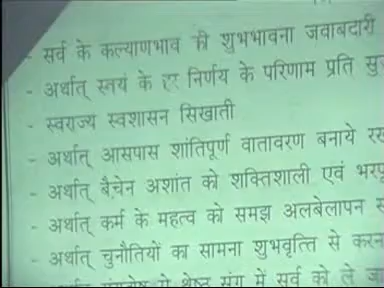 - सर्व के कल्याणभाव की शुभभावना जवाबदारी
- अर्थात् स्वयं के हर निर्णय के परिणाम प्रति
- स्वराज्य स्वशासन सिखाती
- अर्थात् आसपास शांतिपूर्ण वातावरण बनाये
- अर्थात् बैचेन अशांत को शक्तिशाली एवं
- अर्थात् कर्म के महत्व को समझ अलबेलापन
- अर्थात् चुनौतियों का सामना शुभवृत्ति से
में सर्व को ले